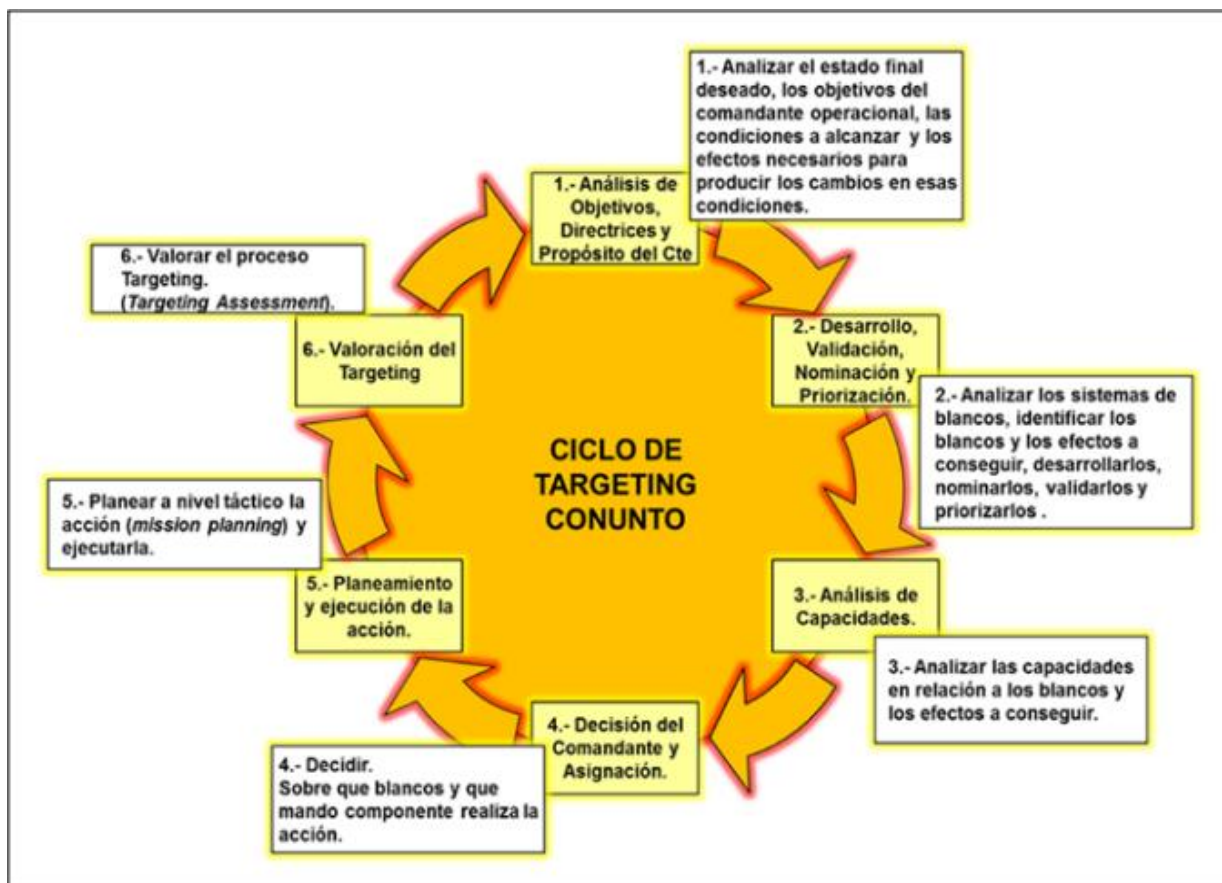 1.- Analizar el estado final
deseado, los objetivos del
comandante operacional, las
condiciones a alcanzar y los
efectos necesarios para
producir los cambios en esas
condiciones.
1.- Análisis de
Objetivos,
Directrices y
Propósito del Cte
6.- Valorar el proceso
Targeting.
(Targeting Assessment).
6.- Valoración del
Targeting
2.- Desarrollo,
Validación,
Nominación y
Priorización.
2.- Analizar los sistemas de
blancos, identificar los
blancos y los efectos a
conseguir, desarrollarlos,
nominarlos, validarlos y
priorizarlos .
CICLO DE
TARGETING
CONUNTO
5.- Planear a nivel táctico la
acción (mission planning) y
ejecutarla.
5.- Planeamiento
y ejecución de la
acción.
3.- Análisis de
Capacidades.
3.- Analizar las capacidades
en relación a los blancos y
los efectos a conseguir.
4.- Decisión del
Comandante y
Asignación.
4.- Decidir.
Sobre que blancos y que
mando componente realiza la
acción.